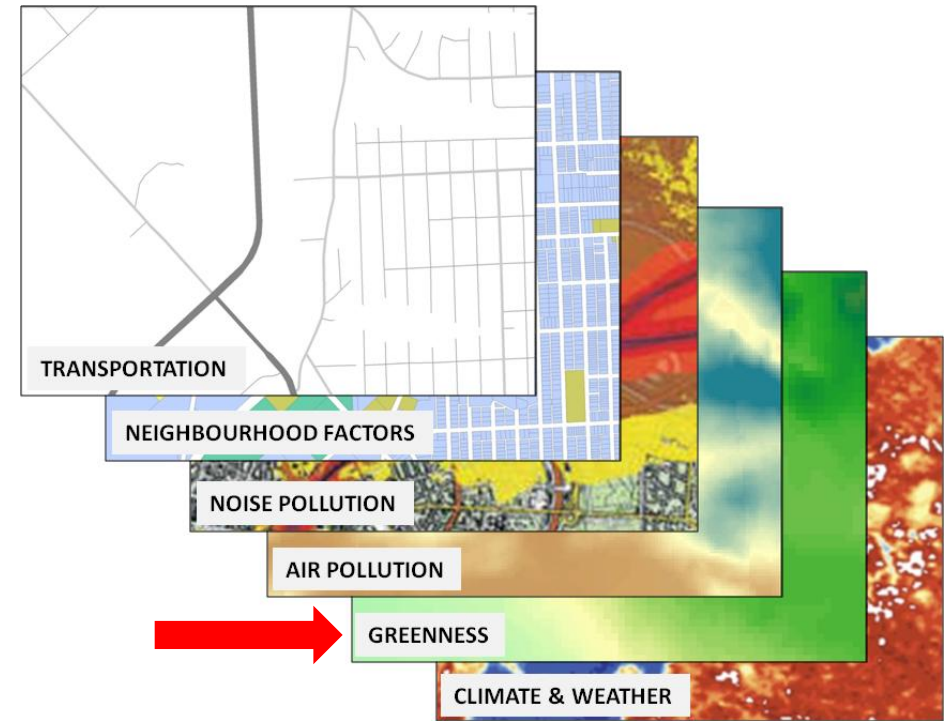 TRANSPORTATION
NEIGHBOURHOOD FACTORS
NOISE POLLUTION
AIR POLLUTION
GREENNESS
CLIMATE & WEATHER